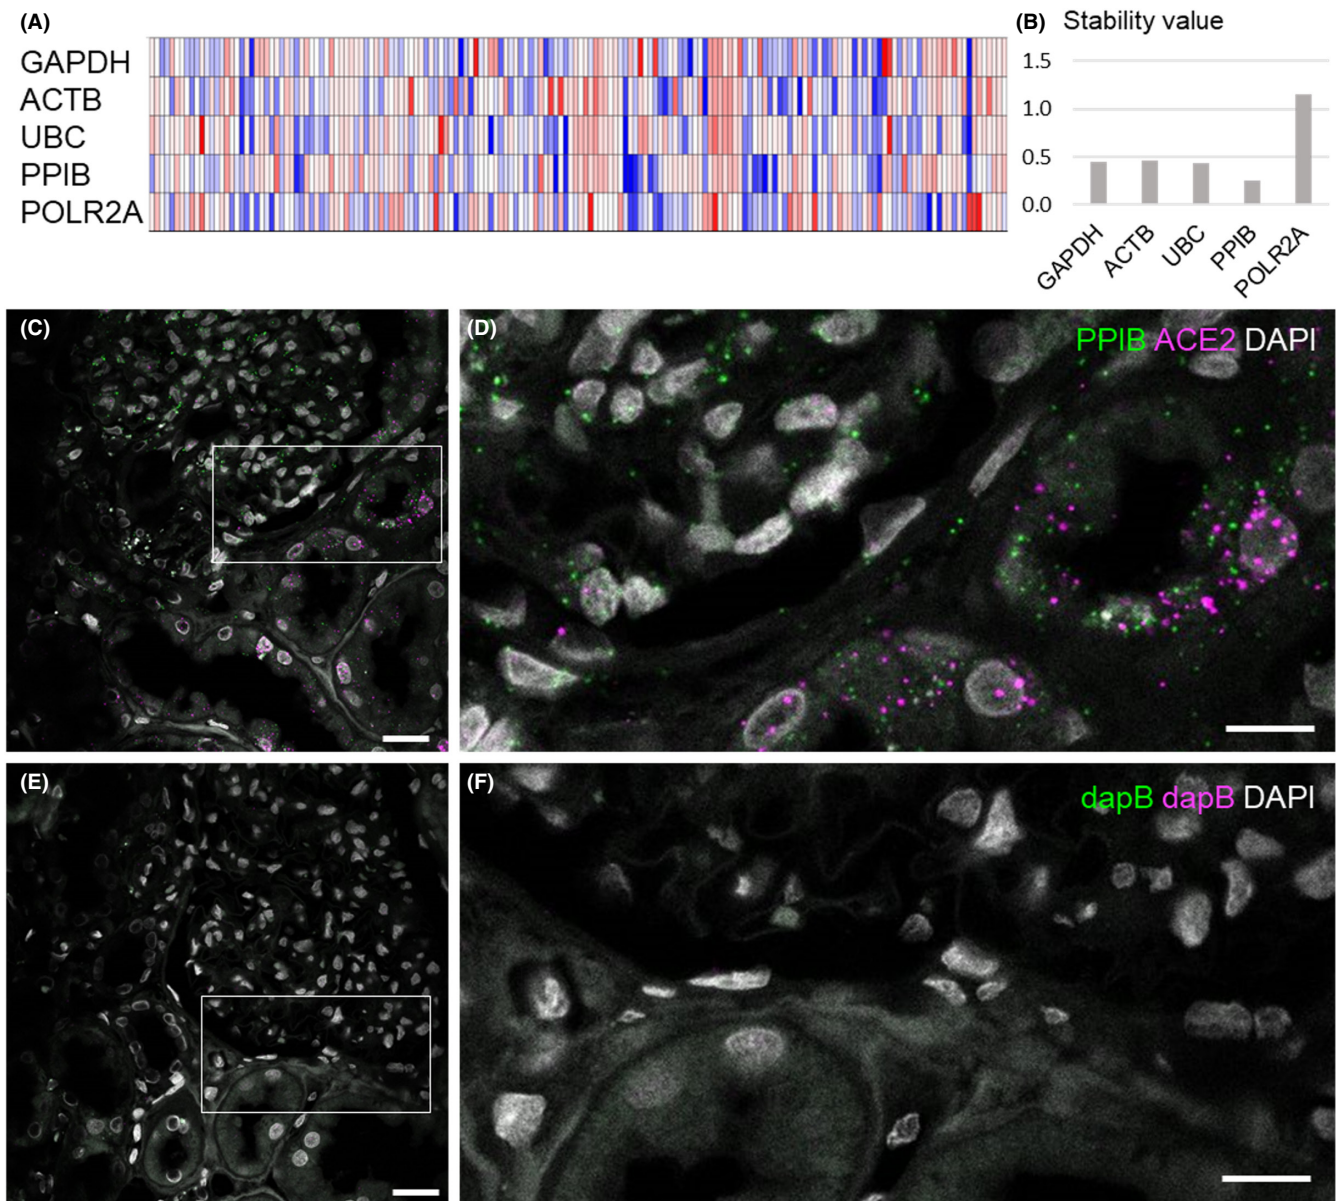 (A)
GAPDH
ACTB
UBC
PPIB
POLR2A
(B) Stability value
1.5
1.0
0.5
0.0
GAPDH
ACTB
UBC
PPIB
POLR2A
(C)
(D)
PPIB ACE2 DAPI
(E)
(F)
dapB dapB DAPI